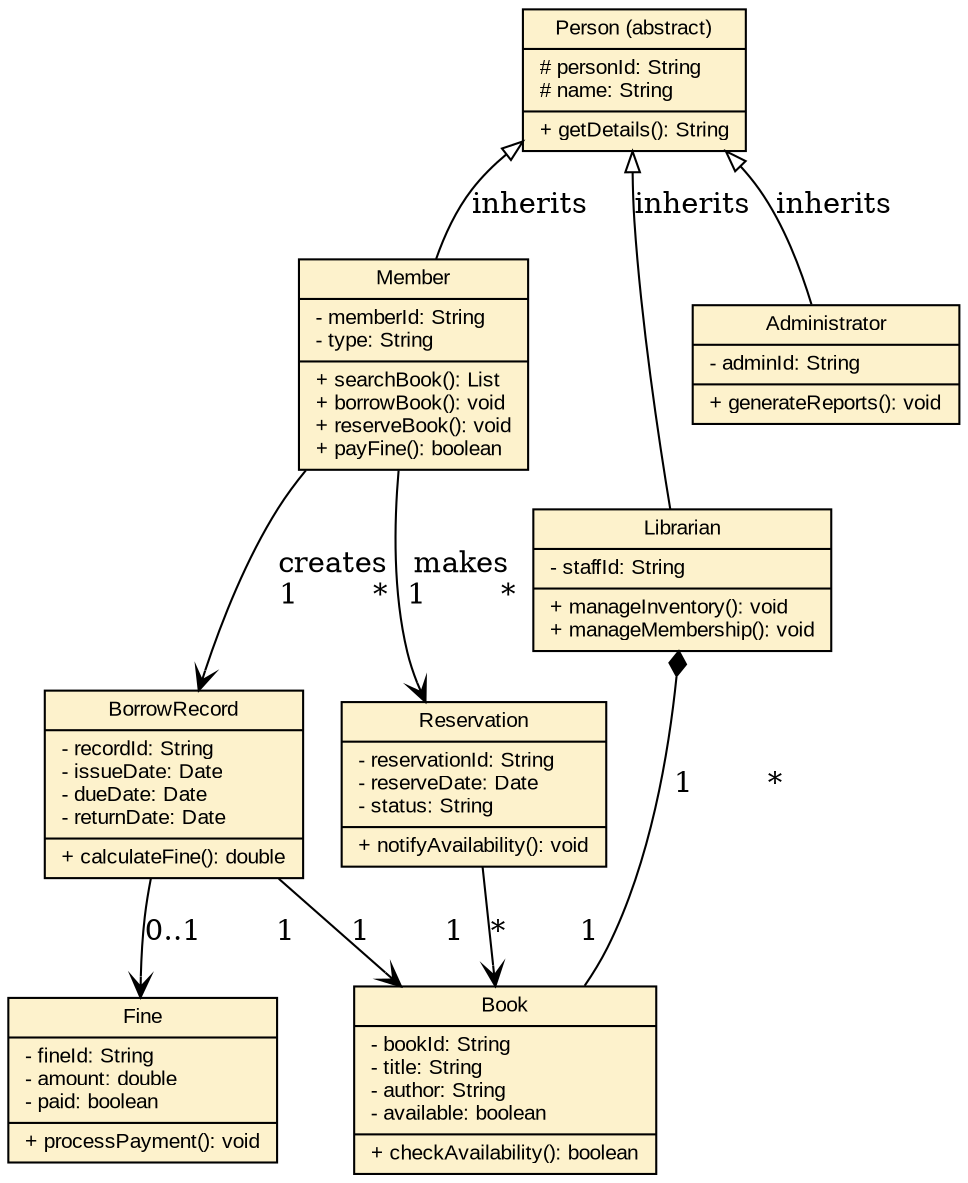 Person (abstract)
# personId: String
# name: String
+ getDetails(): String
inherits
inherits
inherits
Member
- memberId: String
- type: String
+ searchBook(): List
+ borrowBook(): void
+ reserveBook(): void
+ payFine(): boolean
Administrator
- adminId: String
+ generateReports(): void
Librarian
- staffId: String
+ manageInventory(): void
+ manageMembership(): void
creates
1 *
makes
1 *
BorrowRecord
- recordId: String
- issueDate: Date
- dueDate: Date
- returnDate: Date
+ calculateFine(): double
Reservation
- reservationId: String
- reserveDate: Date
- status: String
+ notifyAvailability(): void
1 *
0..1 1
1 1
* 1
Fine
- fineId: String
- amount: double
- paid: boolean
+ processPayment(): void
Book
- bookId: String
- title: String
- author: String
- available: boolean
+ checkAvailability(): boolean